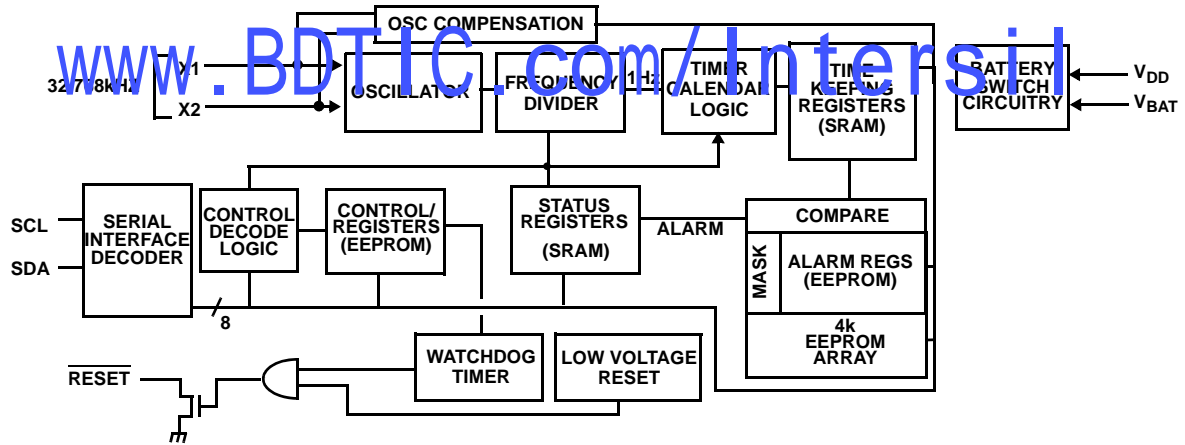 OSC COMPENSATION
www.BDTIC.com/Intersil
32.768kHz
X1
X2
OSCILLATOR
FREQUENCY
DIVIDER
1Hz
TIMER
CALENDAR
LOGIC
TIME
KEEPING
REGISTERS
(SRAM)
BATTERY
SWITCH
CIRCUITRY
VDD
VBAT
SCL
SDA
SERIAL
INTERFACE
DECODER
CONTROL
DECODE
LOGIC
CONTROL/
REGISTERS
(EEPROM)
STATUS
REGISTERS
(SRAM)
ALARM
COMPARE
MASK
ALARM REGS
(EEPROM)
4k
EEPROM
ARRAY
8
WATCHDOG
TIMER
LOW VOLTAGE
RESET
RESET